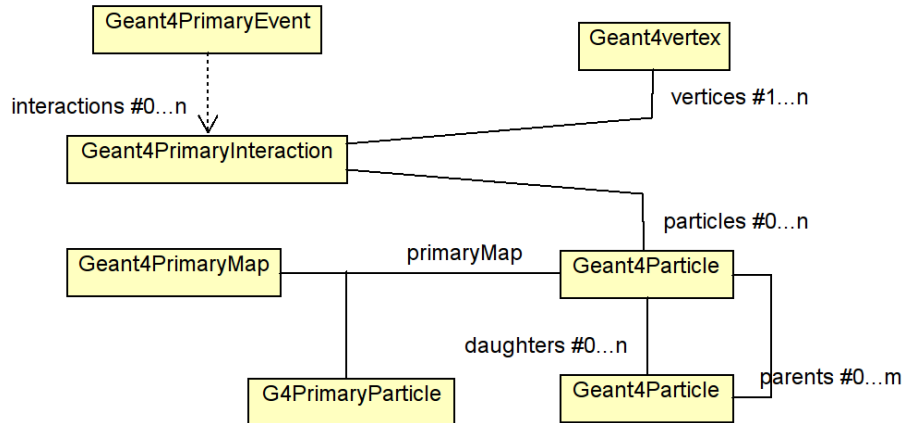 Geant4PrimaryEvent
Geant4vertex
interactions #0...n
vertices #1...n
Geant4PrimaryInteraction
particles #0...n
primaryMap
Geant4PrimaryMap
Geant4Particle
daughters #0...n
G4PrimaryParticle
Geant4Particle
parents #0...m